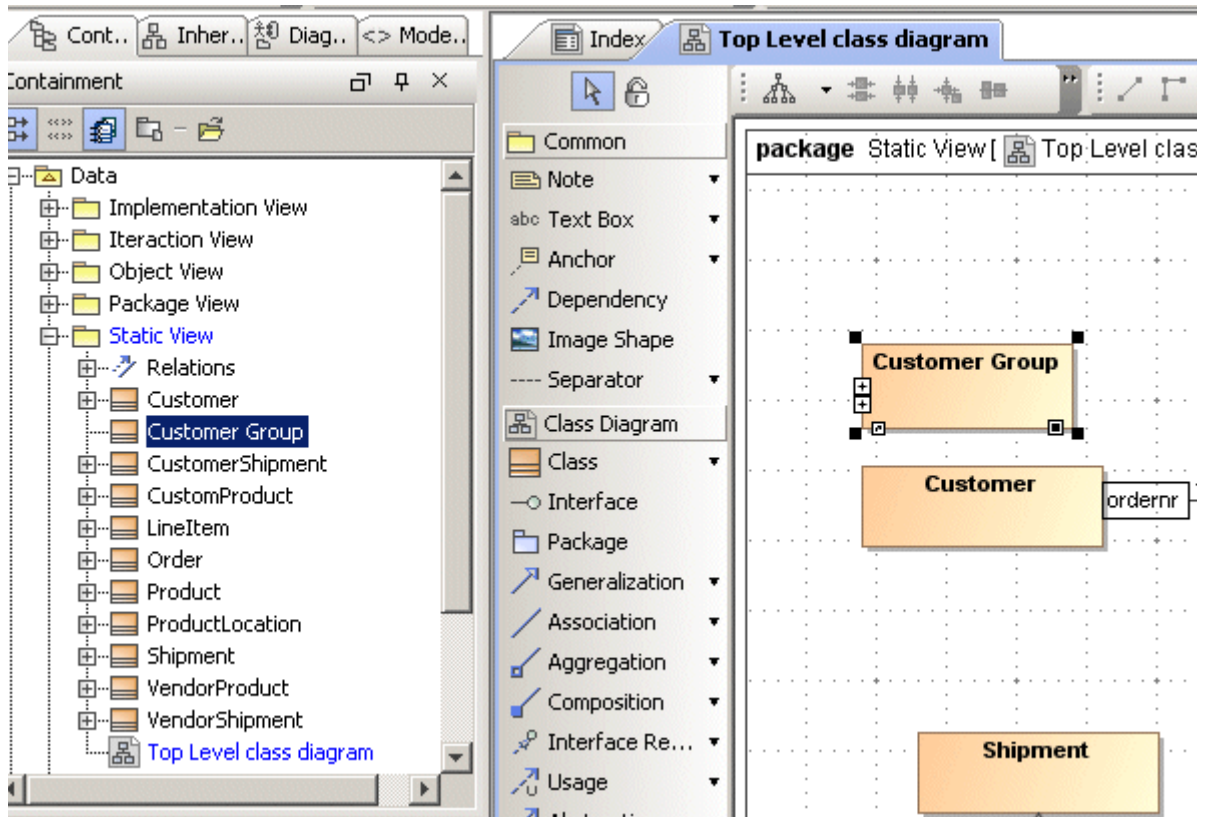 Cont.. Inher.. Diag.. <> Mode..
Containment
Data
Implementation View
Iteraction View
Object View
Package View
Static View
Relations
Customer
Customer Group
CustomerShipment
CustomProduct
LineItem
Order
Product
ProductLocation
Shipment
VendorProduct
VendorShipment
Top Level class diagram
Index Top Level class diagram
Common
Note
abc Text Box
Anchor
Dependency
Image Shape
Separator
Class Diagram
Class
Interface
Package
Generalization
Association
Aggregation
Composition
Interface Re...
Usage
package Static View [ Top Level clas
Customer Group
Customer
ordernr
Shipment